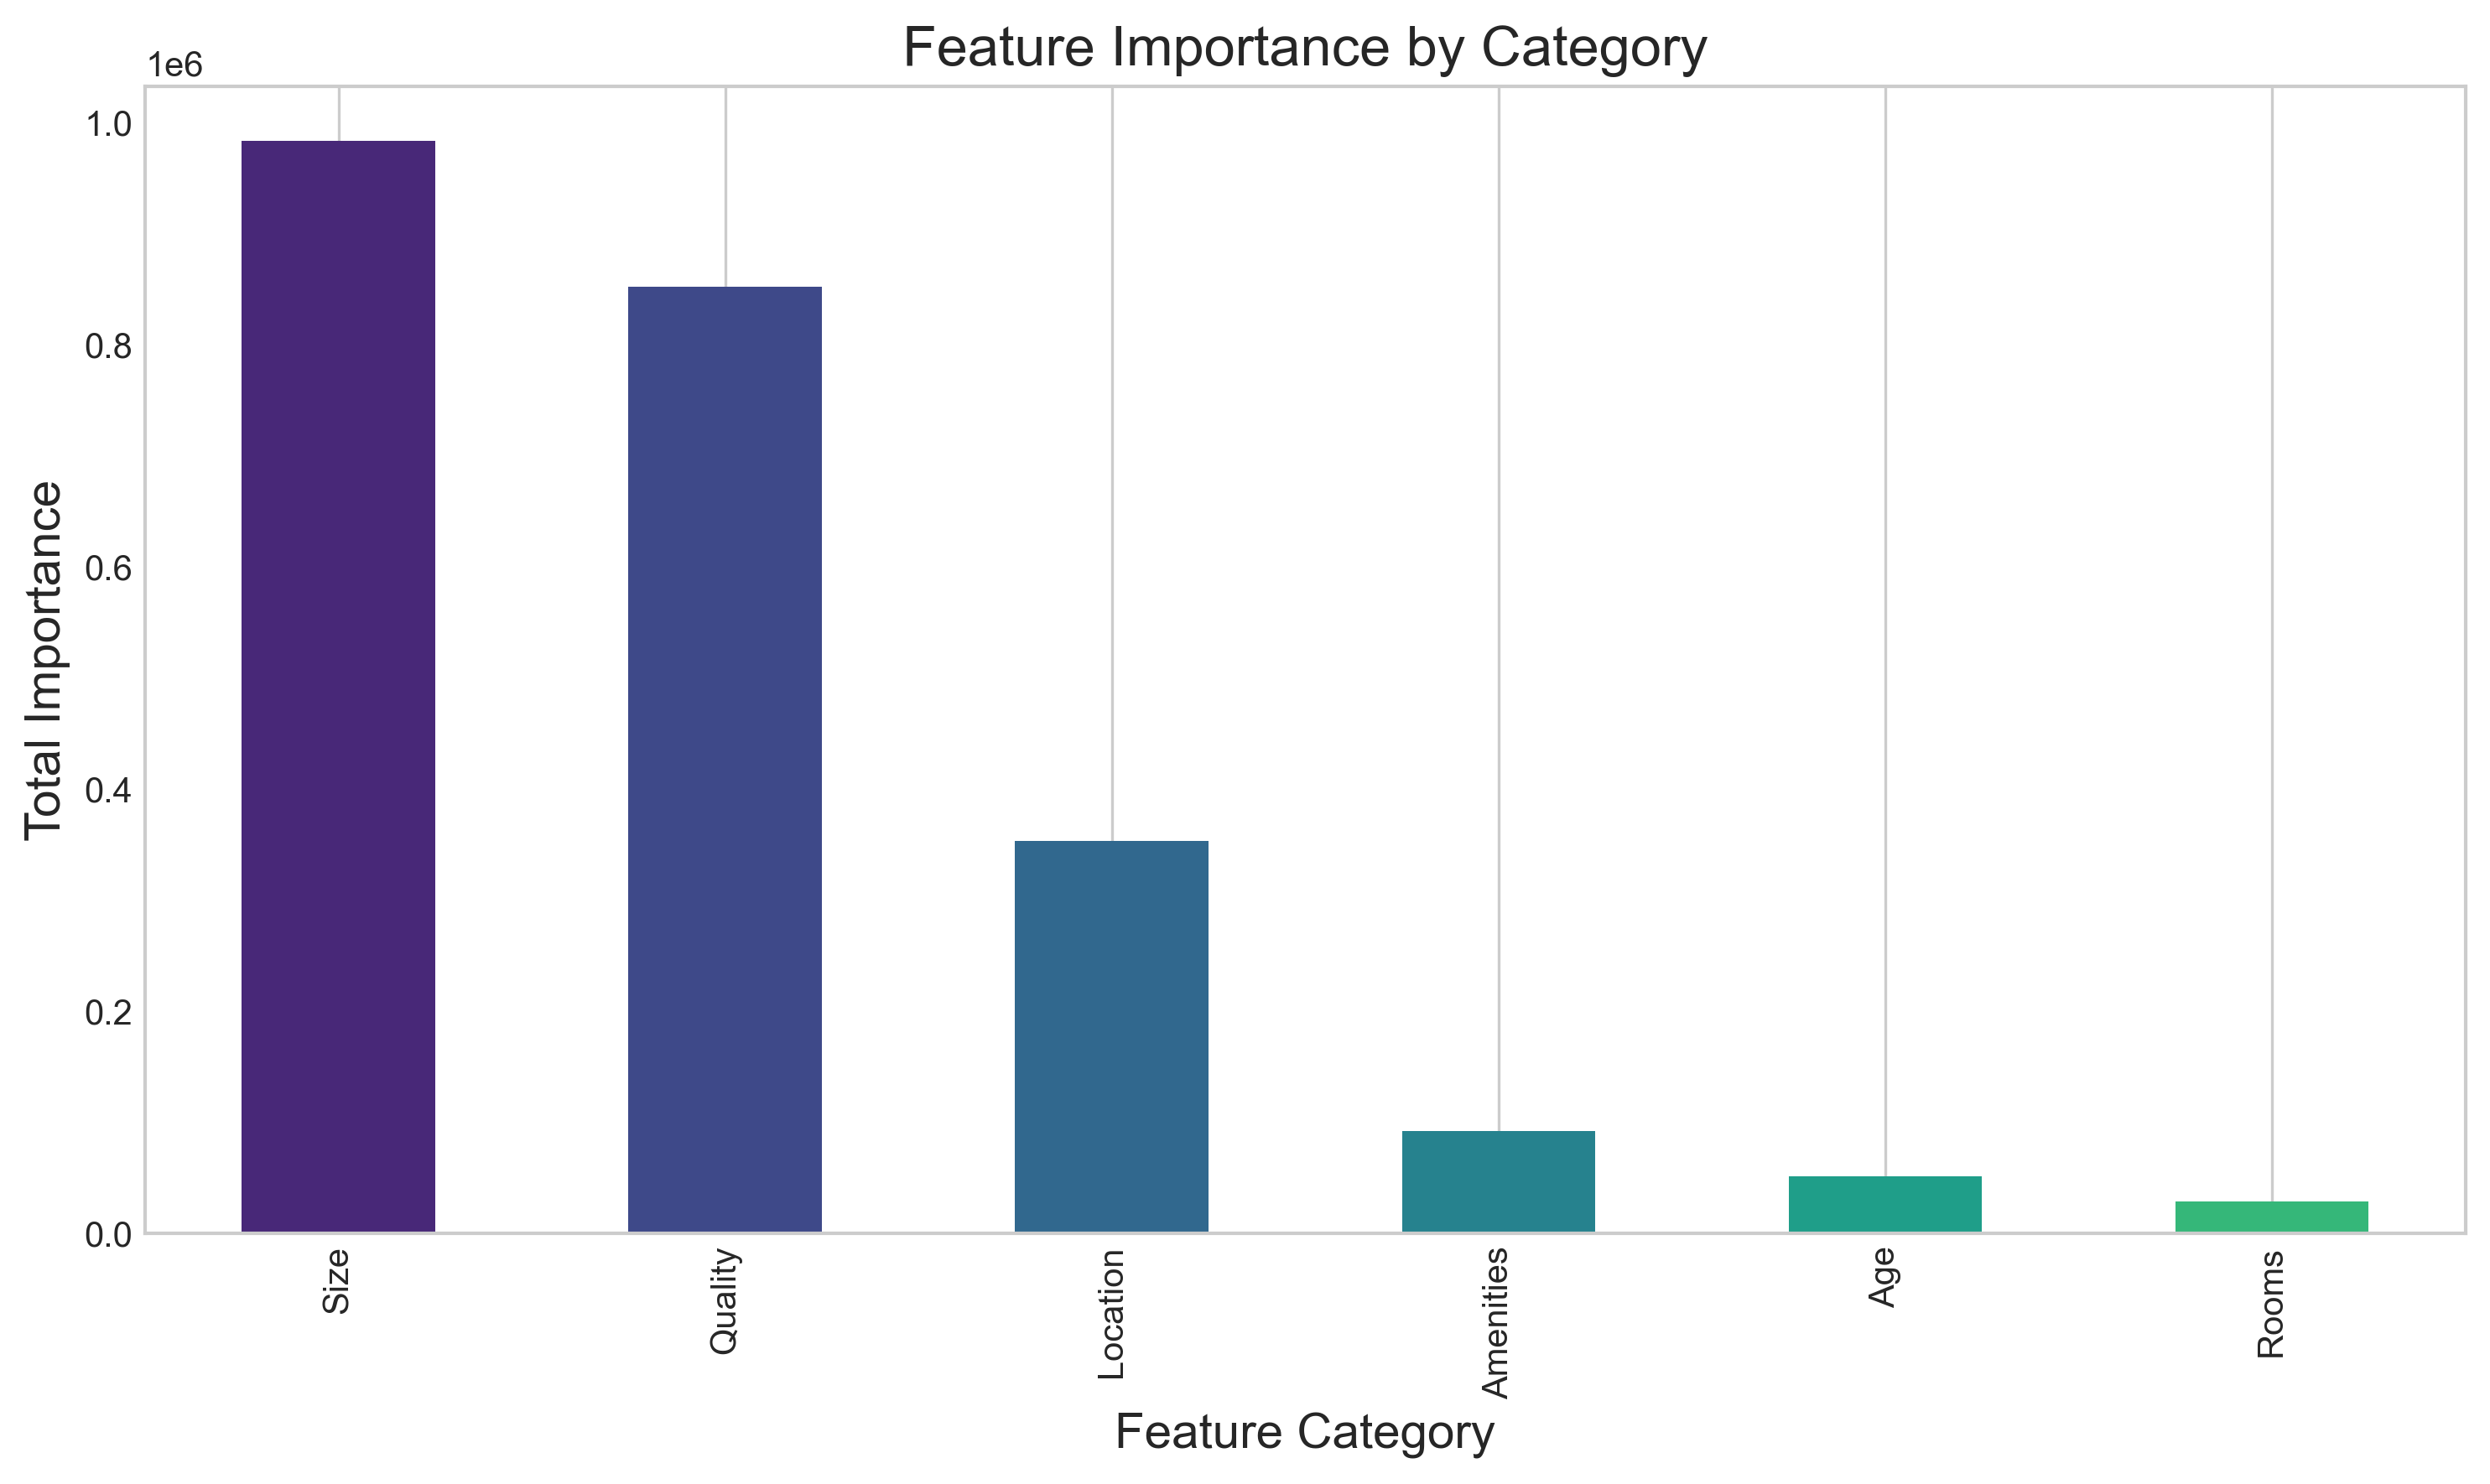 Feature Importance by Category
1e6
1.0
0.8
0.6
0.4
0.2
0.0
Total Importance
Size
Quality
Location
Amenities
Age
Rooms
Feature Category